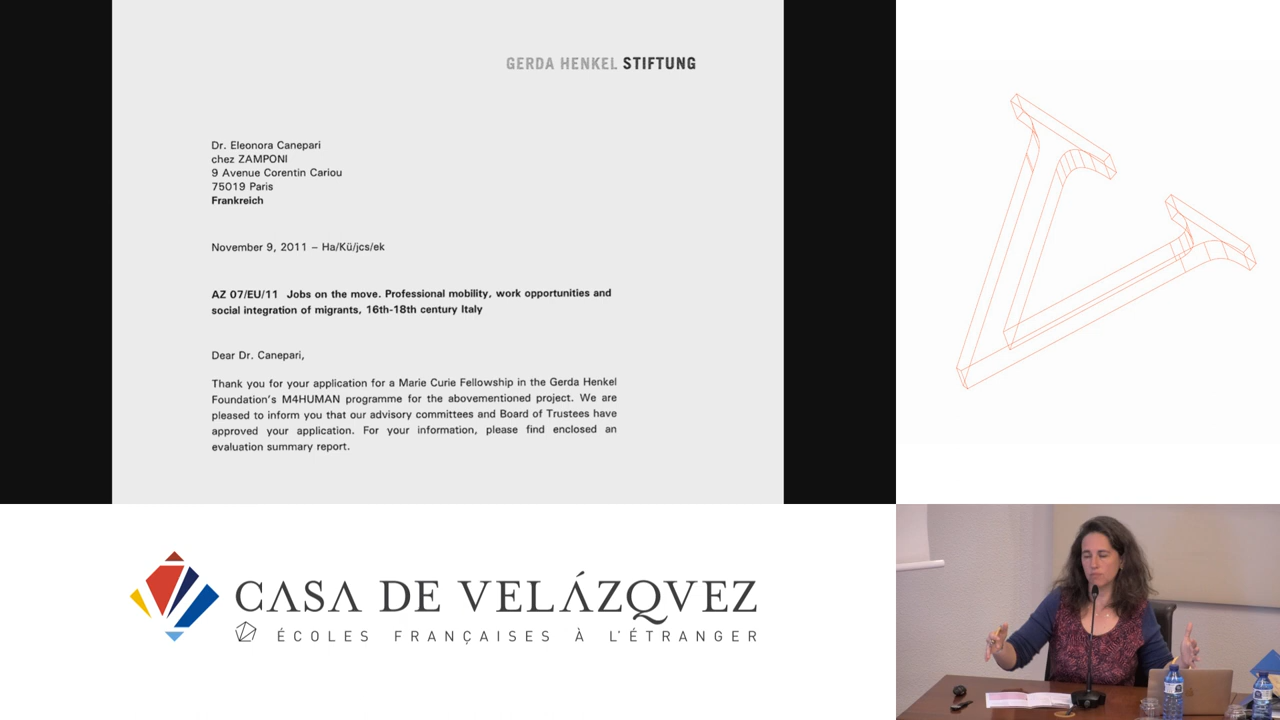 GERDA HENKEL STIFTUNG
Dr. Eleonora Canepari
chez ZAMPONI
9 Avenue Corentin Cariou
75019 Paris
Frankreich
November 9, 2011 – Ha/Kü/jcs/ek
AZ 07/EU/11 Jobs on the move. Professional mobility, work opportunities and
social integration of migrants, 16th-18th century Italy
Dear Dr. Canepari,
Thank you for your application for a Marie Curie Fellowship in the Gerda Henkel
Foundation's M4HUMAN programme for the abovementioned project. We are
pleased to inform you that our advisory committees and Board of Trustees have
approved your application. For your information, please find enclosed an
evaluation summary report.
CASA DE VELÁZQVEZ
ÉCOLES FRANÇAISES À L'ÉTRANGER